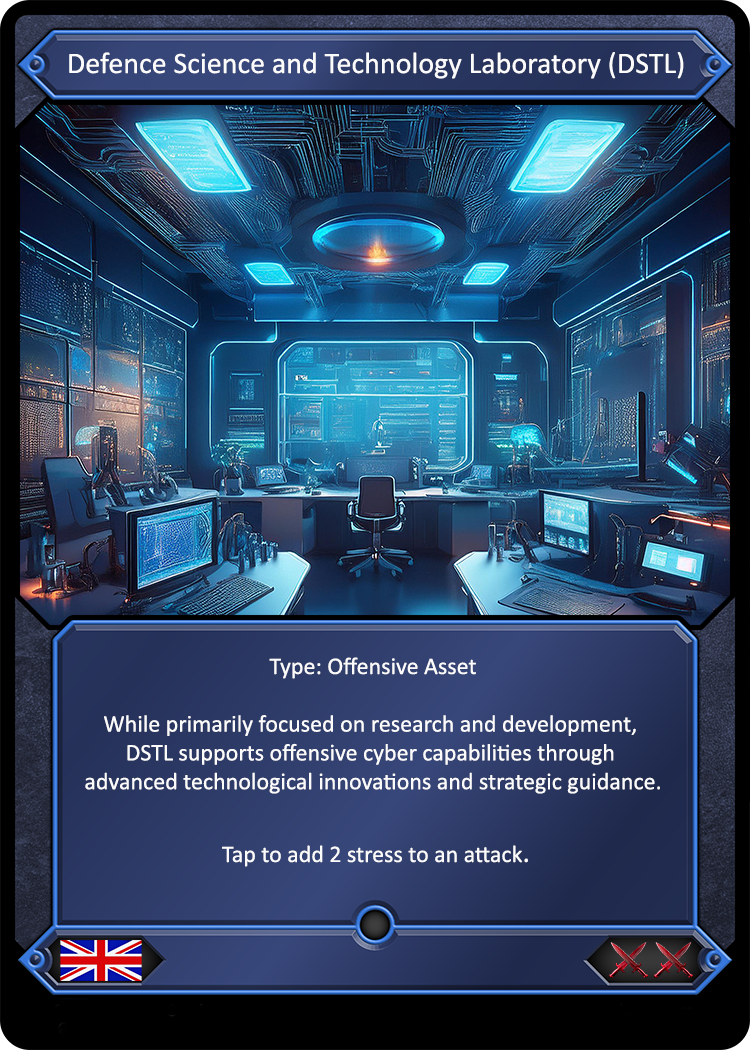 Defence Science and Technology Laboratory (DSTL)
Type: Offensive Asset
While primarily focused on research and development,
DSTL supports offensive cyber capabilities through
advanced technological innovations and strategic guidance.
Tap to add 2 stress to an attack.